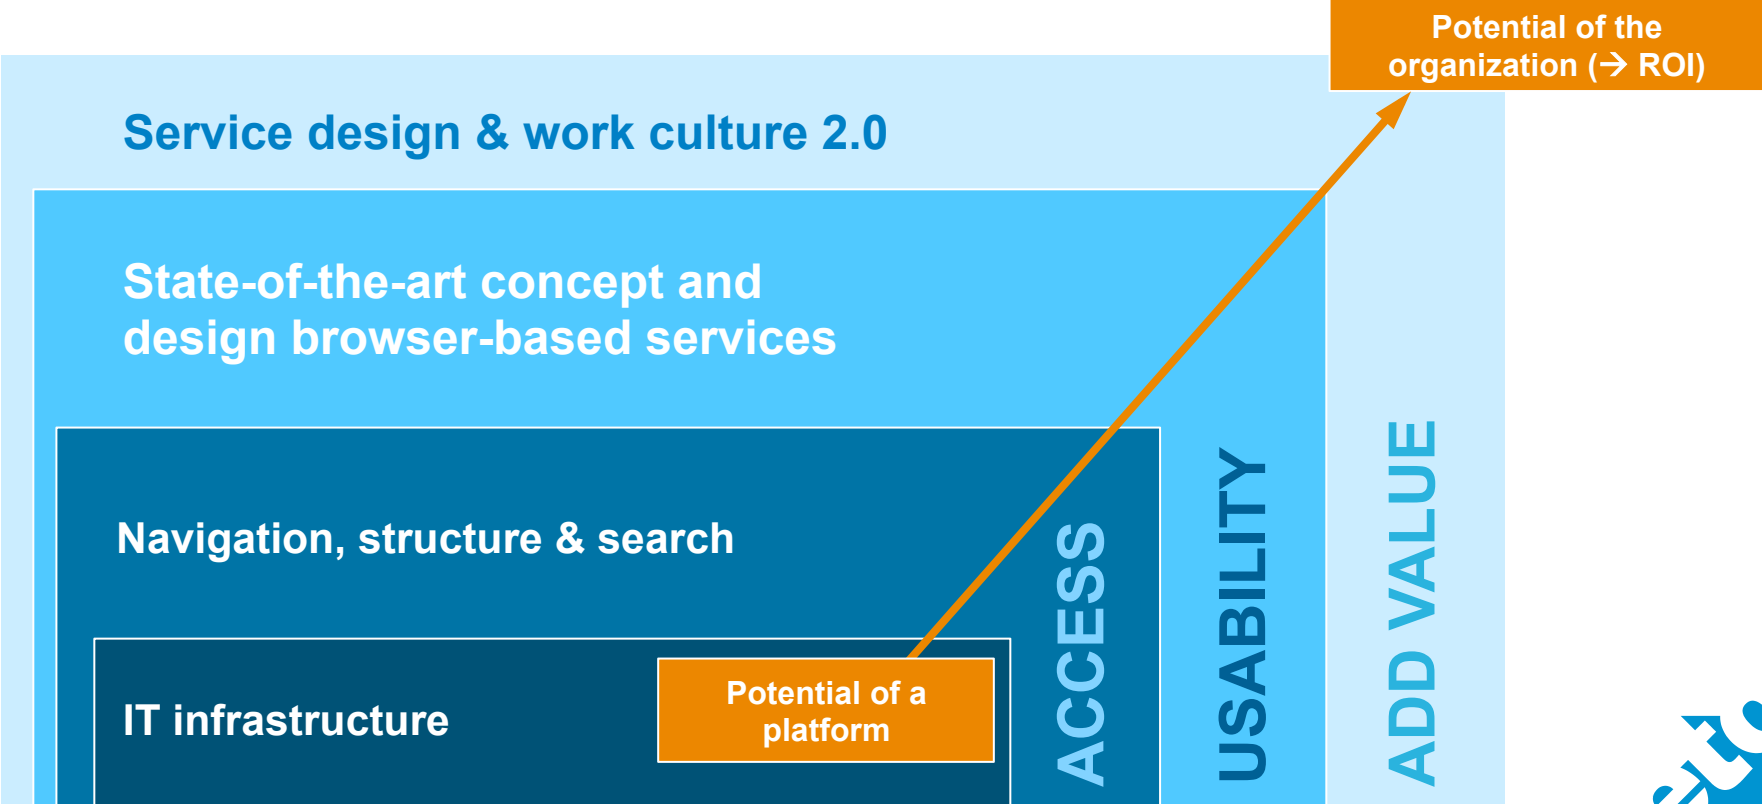 Potential of the
organization (→ ROI)
Service design & work culture 2.0
State-of-the-art concept and
design browser-based services
Navigation, structure & search
IT infrastructure
Potential of a
platform
ACCESS
USABILITY
ADD VALUE